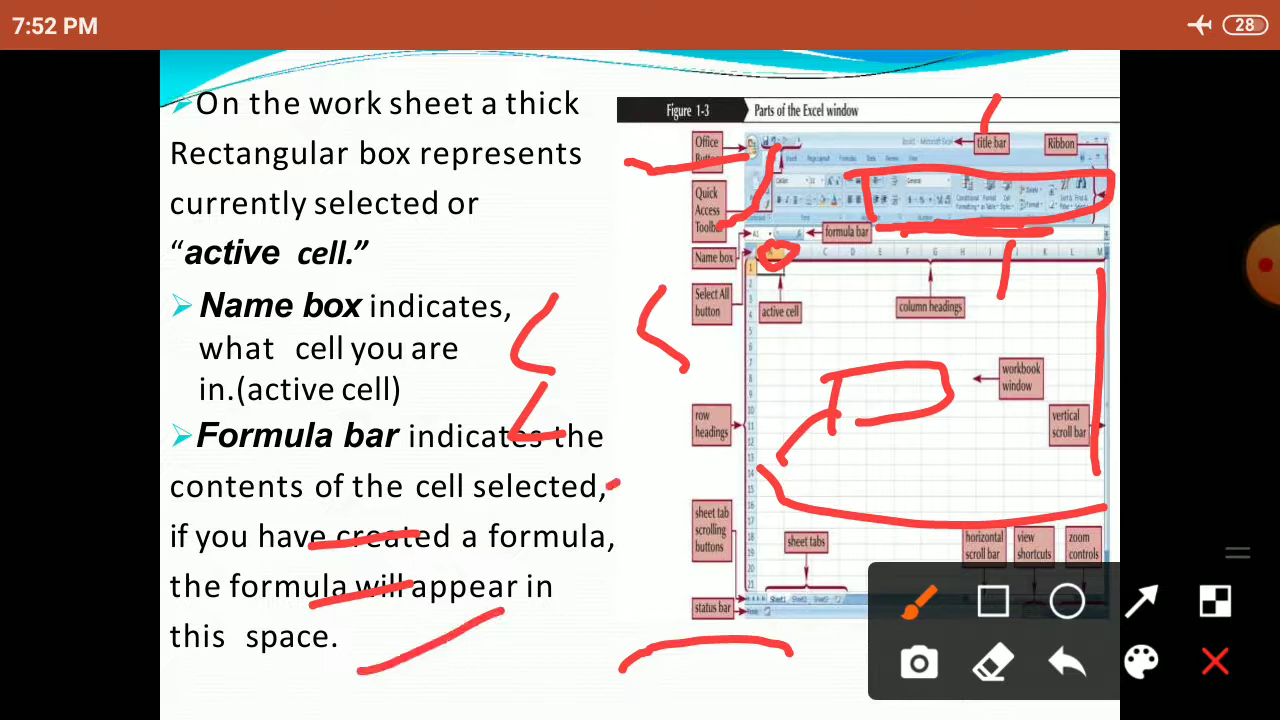 7:52 PM
28
On the work sheet a thick
Rectangular box represents
currently selected or
“active cell.”
Name box indicates,
what cell you are
in.(active cell)
Formula bar indicates the
contents of the cell selected,
if you have created a formula,
the formula will appear in
this space.
Figure 1-3 Parts of the Excel window
Office
Button
title bar
Ribbon
Quick
Access
Toolbar
formula bar
Name box
Select All
button
active cell
column headings
workbook
window
row
headings
vertical
scroll bar
sheet tab
scrolling
buttons
sheet tabs
horizontal
scroll bar
view
shortcuts
zoom
controls
status bar